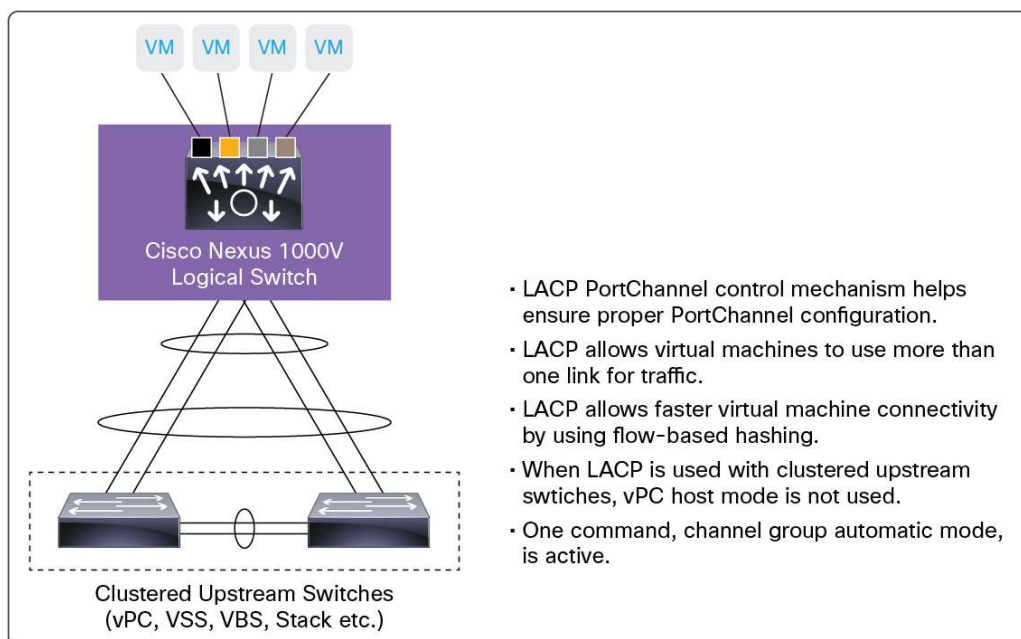 VM VM VM VM
Cisco Nexus 1000V
Logical Switch
· LACP PortChannel control mechanism helps
ensure proper PortChannel configuration.
· LACP allows virtual machines to use more than
one link for traffic.
· LACP allows faster virtual machine connectivity
by using flow-based hashing.
· When LACP is used with clustered upstream
swtiches, vPC host mode is not used.
· One command, channel group automatic mode,
is active.
Clustered Upstream Switches
(vPC, VSS, VBS, Stack etc.)